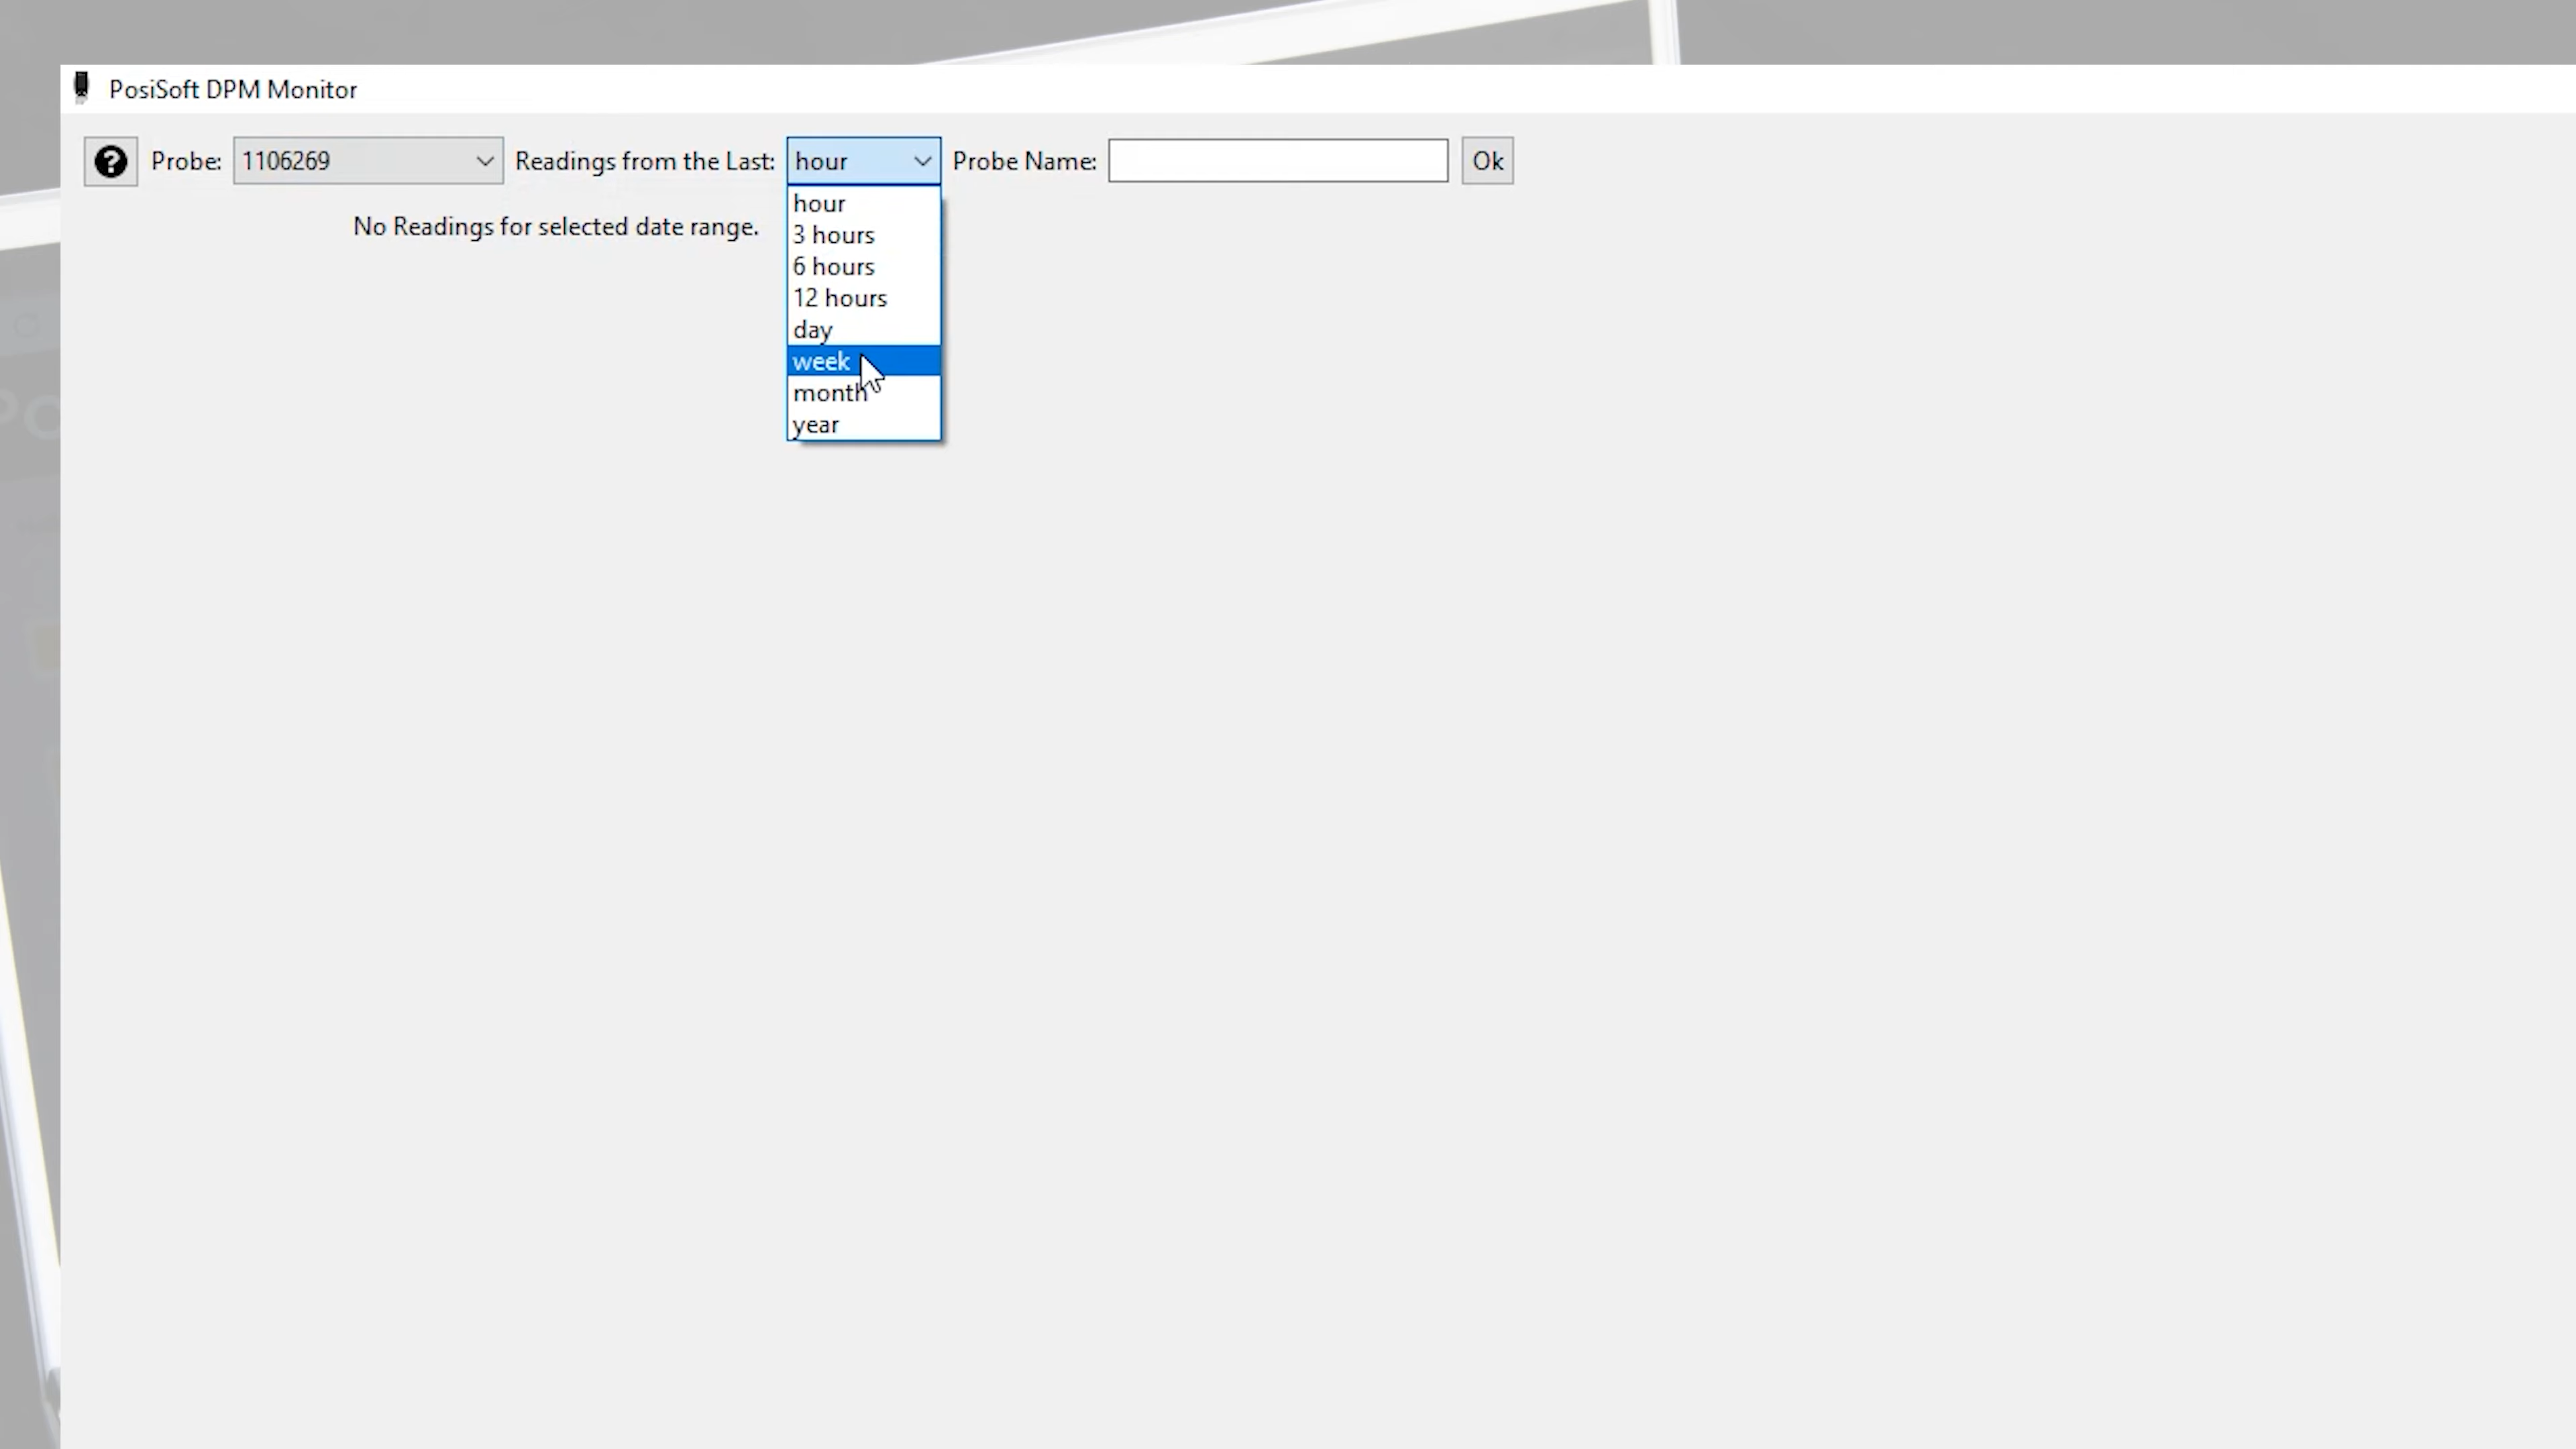 PosiSoft DPM Monitor
Probe: 1106269 Readings from the Last: hour Probe Name: Ok
No Readings for selected date range.
hour
3 hours
6 hours
12 hours
day
week
month
year